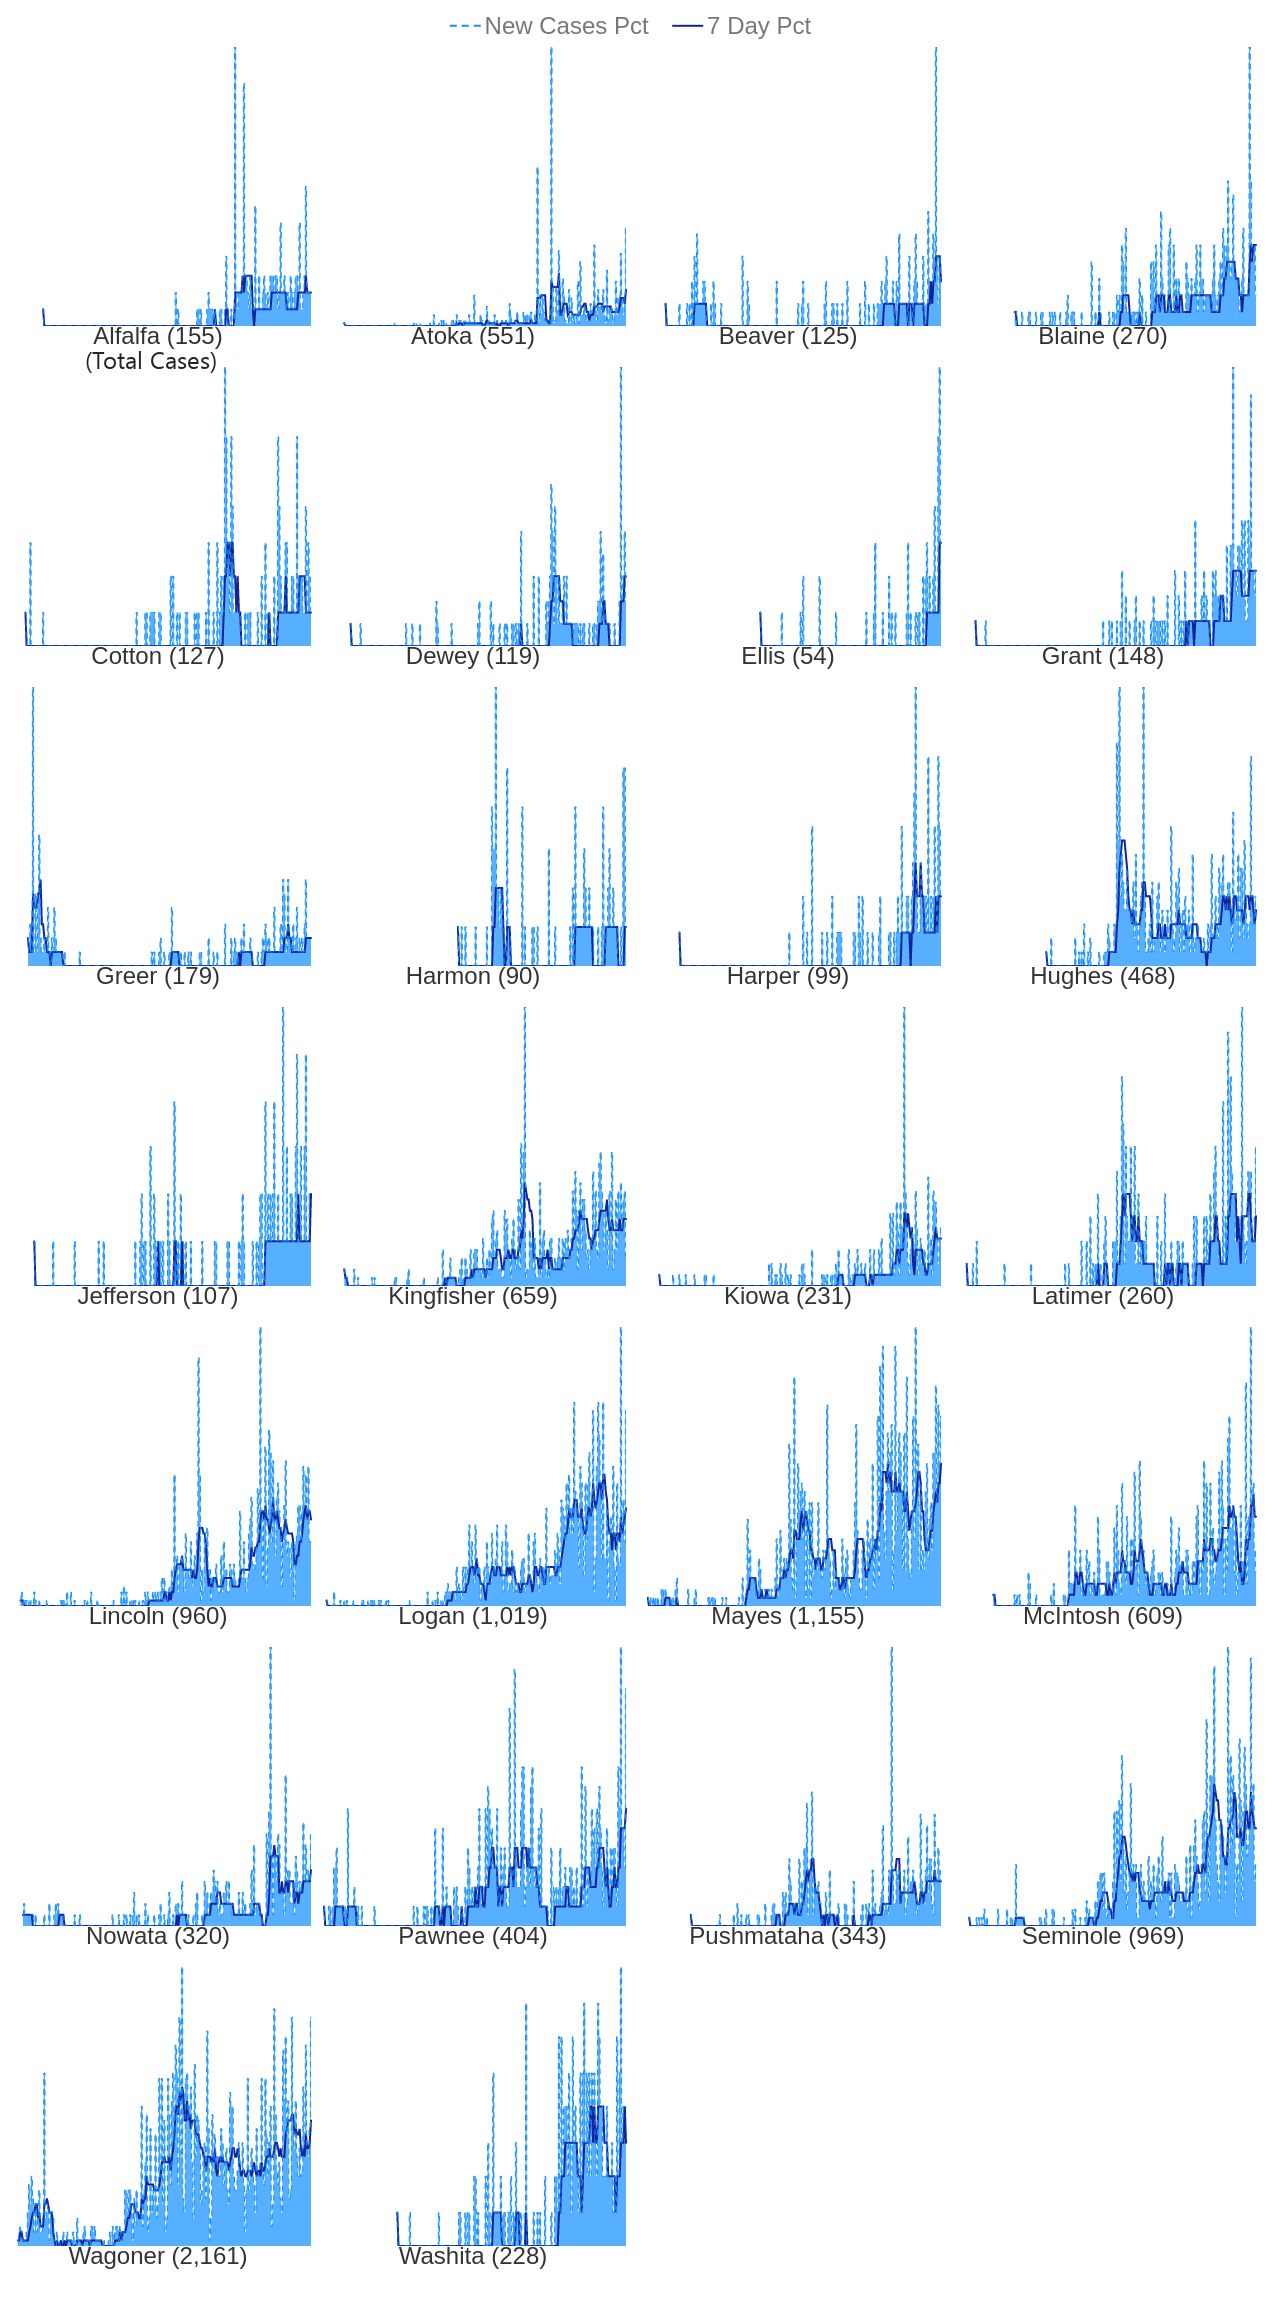 New Cases Pct 7 Day Pct
Alfalfa (155) Atoka (551) Beaver (125) Blaine (270)
(Total Cases)
Cotton (127) Dewey (119) Ellis (54) Grant (148)
Greer (179) Harmon (90) Harper (99) Hughes (468)
Jefferson (107) Kingfisher (659) Kiowa (231) Latimer (260)
Lincoln (960) Logan (1,019) Mayes (1,155) McIntosh (609)
Nowata (320) Pawnee (404) Pushmataha (343) Seminole (969)
Wagoner (2,161) Washita (228)